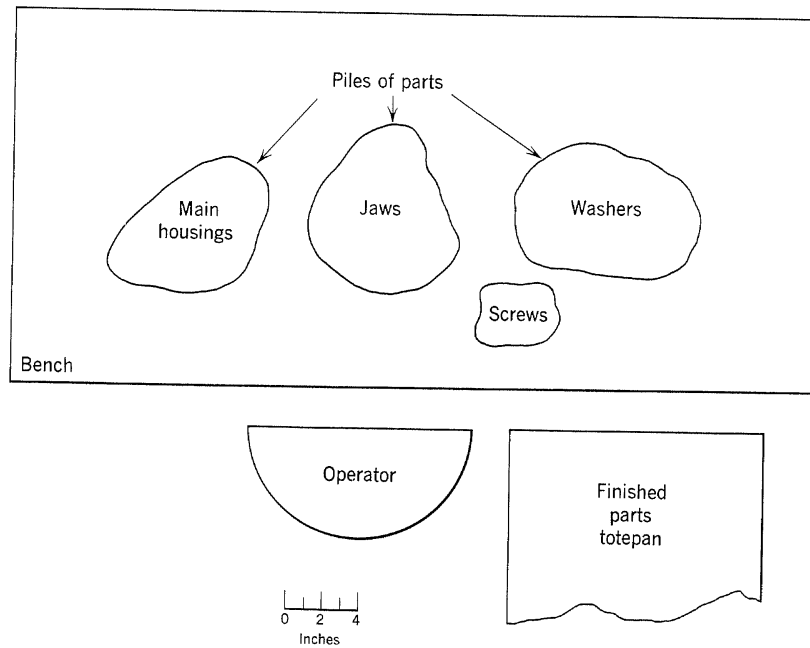 Piles of parts
Main
housings
Jaws
Washers
Screws
Bench
Operator
Finished
parts
totepan
0 2 4
Inches